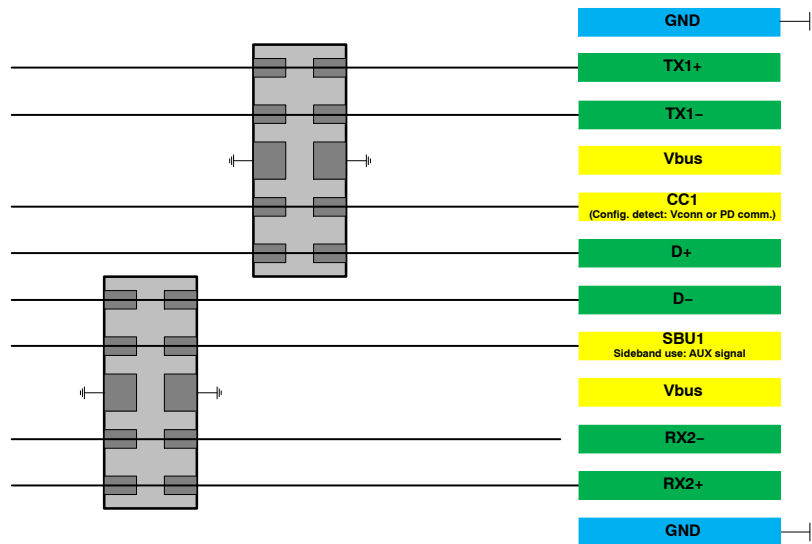 GND
TX1+
TX1−
Vbus
CC1
(Config. detect: Vconn or PD comm.)
D+
D−
SBU1
Sideband use: AUX signal
Vbus
RX2−
RX2+
GND